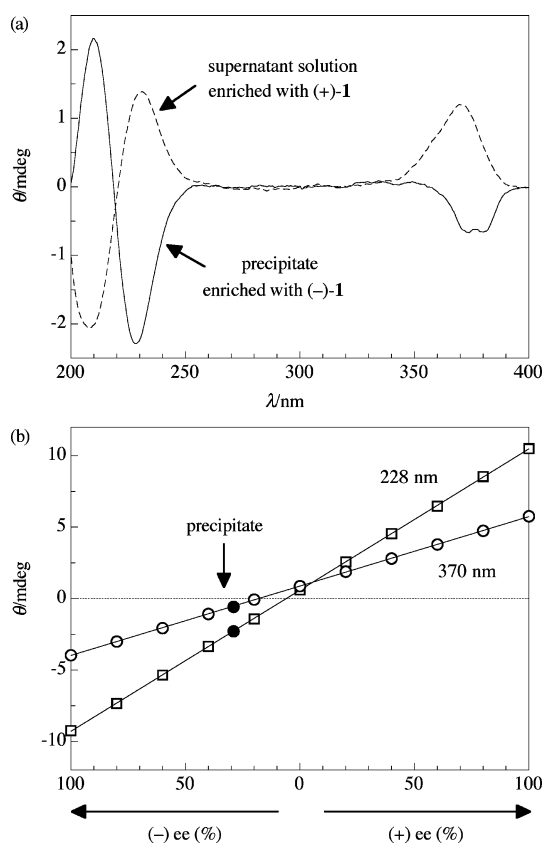 (a)
2
supernatant solution
enriched with (+)-1
1
θ/mdeg
0
-1
precipitate
enriched with (–)-1
-2
200 250 300 350 400
λ/nm
(b)
10
228 nm
5
precipitate
370 nm
θ/mdeg
0
-5
-10
100 50 0 50 100
(–) ee (%) (+) ee (%)